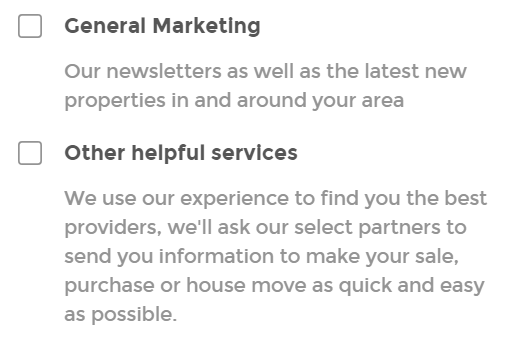 General Marketing
Our newsletters as well as the latest new
properties in and around your area
Other helpful services
We use our experience to find you the best
providers, we'll ask our select partners to
send you information to make your sale,
purchase or house move as quick and easy
as possible.